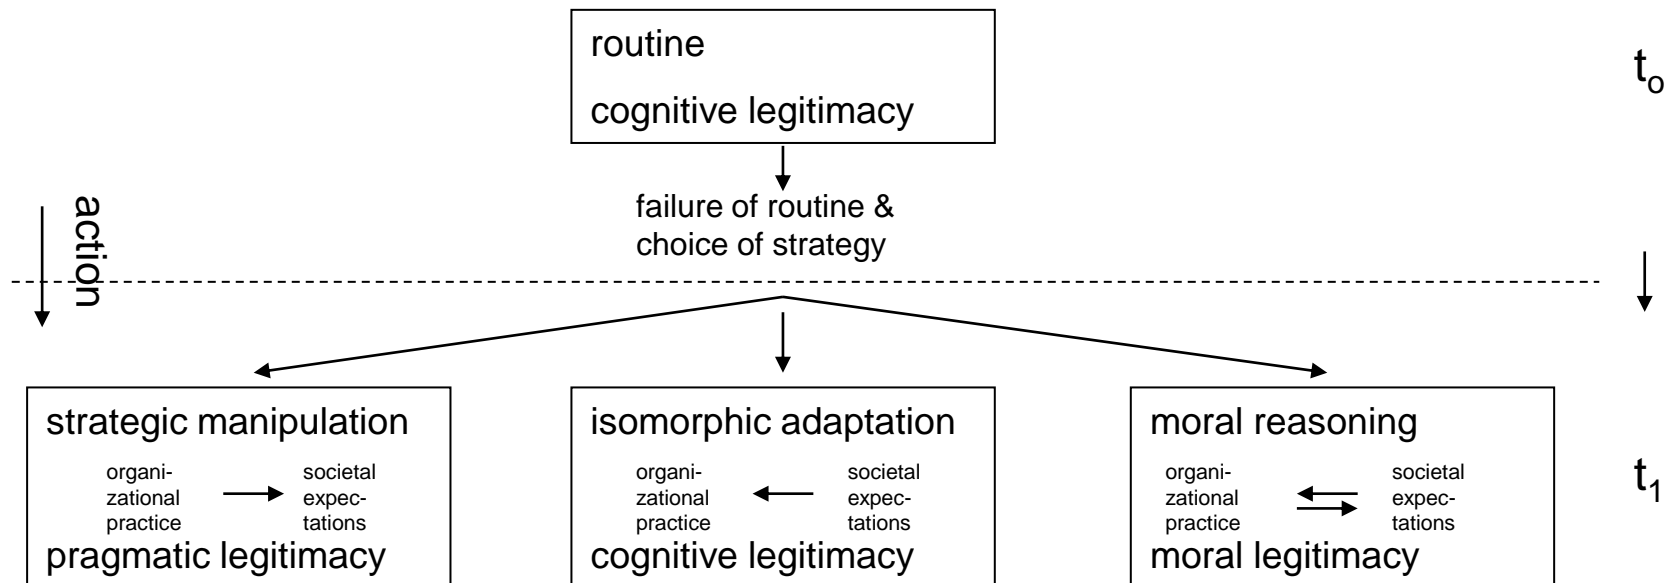 routine
cognitive legitimacy
t₀
failure of routine &
choice of strategy
action
strategic manipulation
organi-
zational
practice
societal
expec-
tations
pragmatic legitimacy
isomorphic adaptation
organi-
zational
practice
societal
expec-
tations
cognitive legitimacy
moral reasoning
organi-
zational
practice
societal
expec-
tations
moral legitimacy
t₁